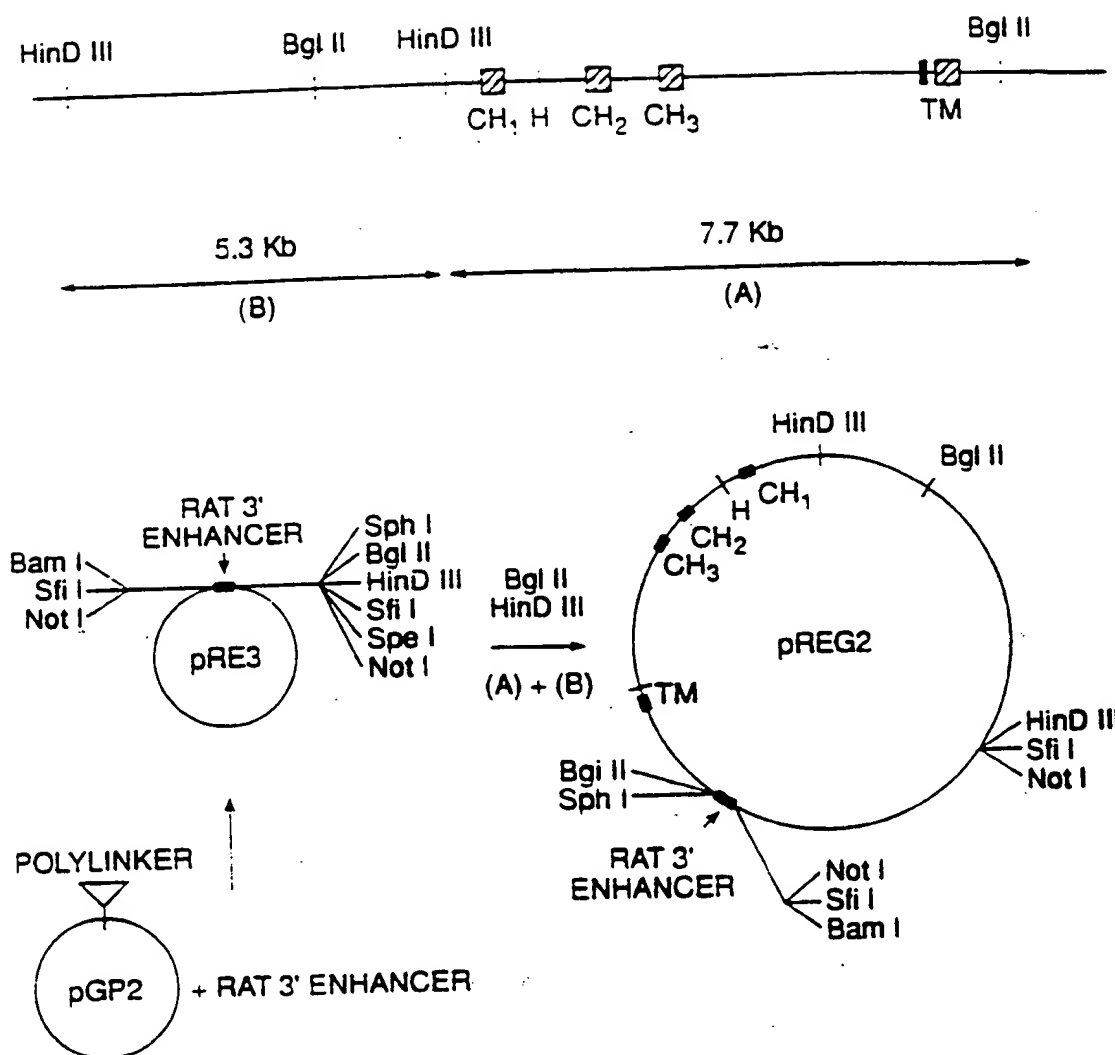 HinD III
Bgl II
HinD III
Bgl II
CH1
H
CH2
CH3
TM
5.3 Kb
7.7 Kb
(B)
(A)
RAT 3'
ENHANCER
Bam I
Sfi I
Not I
Sph I
Bgl II
HinD III
Sfi I
Spe I
Not I
pRE3
Bgl II
HinD III
(A) + (B)
HinD III
Bgl II
CH1
H
CH2
CH3
pREG2
TM
HinD III
Sfi I
Not I
Bgl II
Sph I
RAT 3'
ENHANCER
Not I
Sfi I
Bam I
POLYLINKER
pGP2
+ RAT 3' ENHANCER